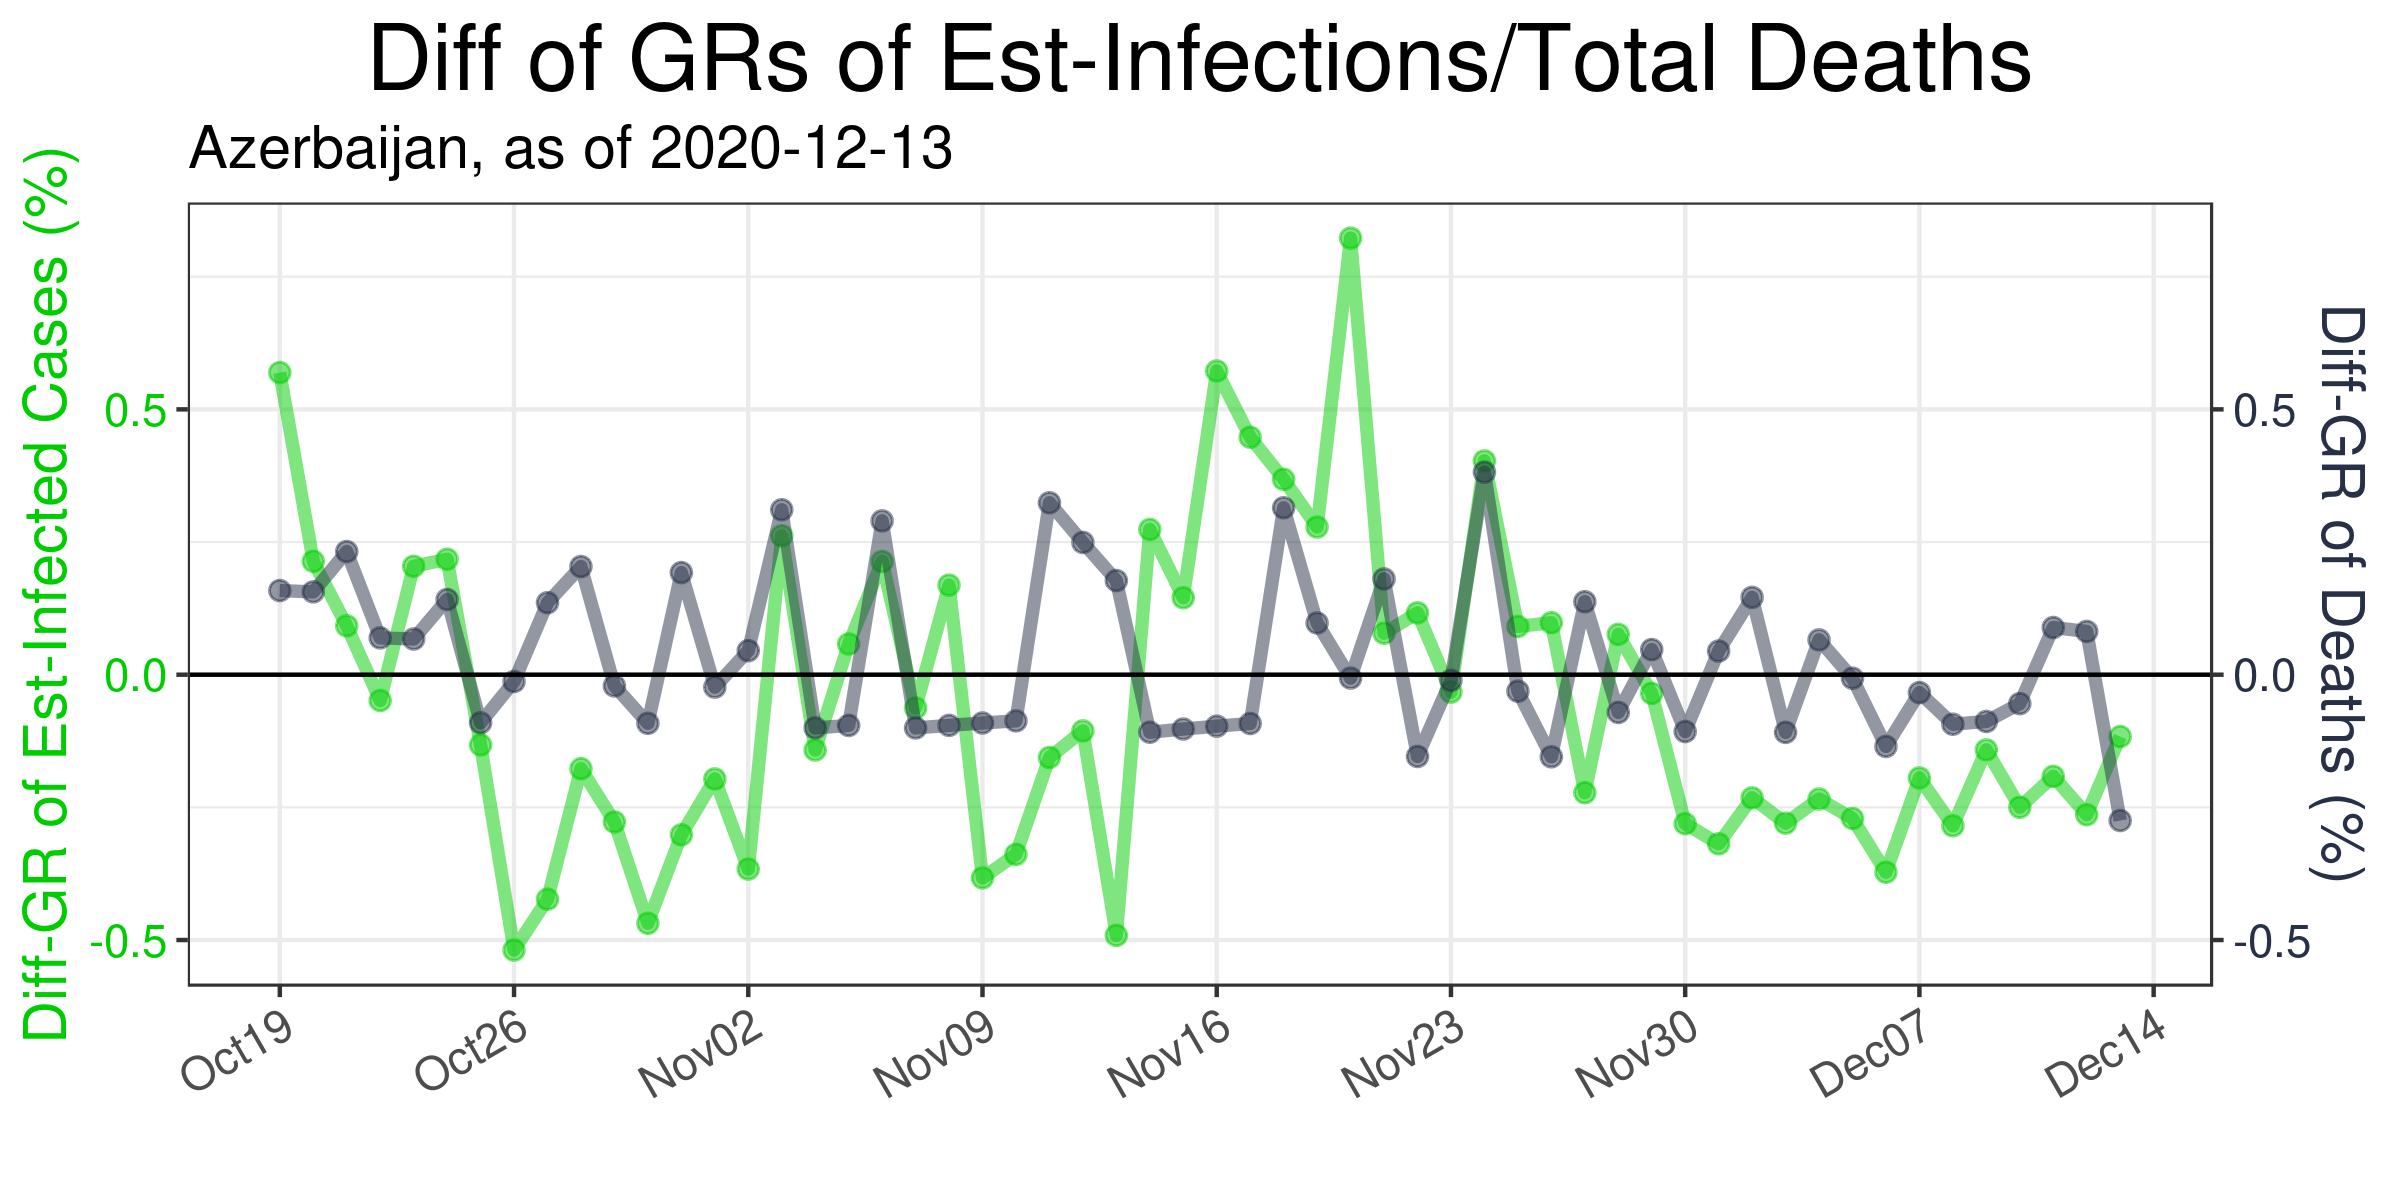 Diff of GRs of Est-Infections/Total Deaths
Azerbaijan, as of 2020-12-13
Diff-GR of Est-Infected Cases (%)
0.5
0.0
-0.5
0.5
0.0
-0.5
Diff-GR of Deaths (%)
Oct19
Oct26
Nov02
Nov09
Nov16
Nov23
Nov30
Dec07
Dec14